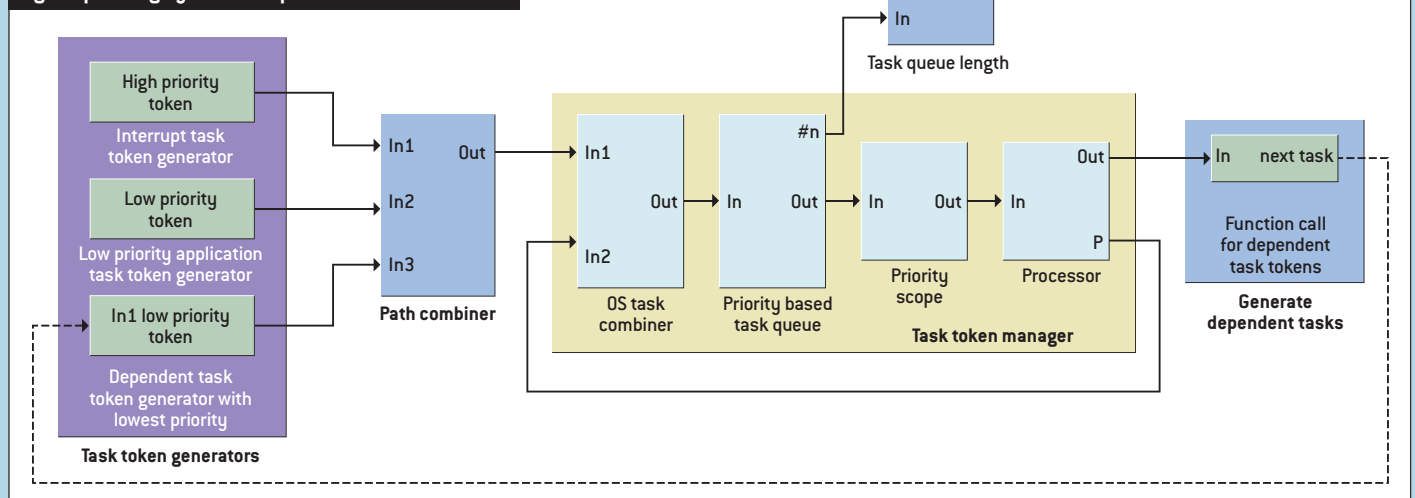 High priority
token
Interrupt task
token generator
Low priority
token
Low priority application
task token generator
In1 low priority
token
Dependent task
token generator with
lowest priority
Task token generators
In1
Out
In2
In3
Path combiner
In
Task queue length
In1
Out
In2
OS task
combiner
#n
In
Out
Priority based
task queue
In
Out
Priority
scope
Out
In
P
Processor
Task token manager
In
next task
Function call
for dependent
task tokens
Generate
dependent tasks